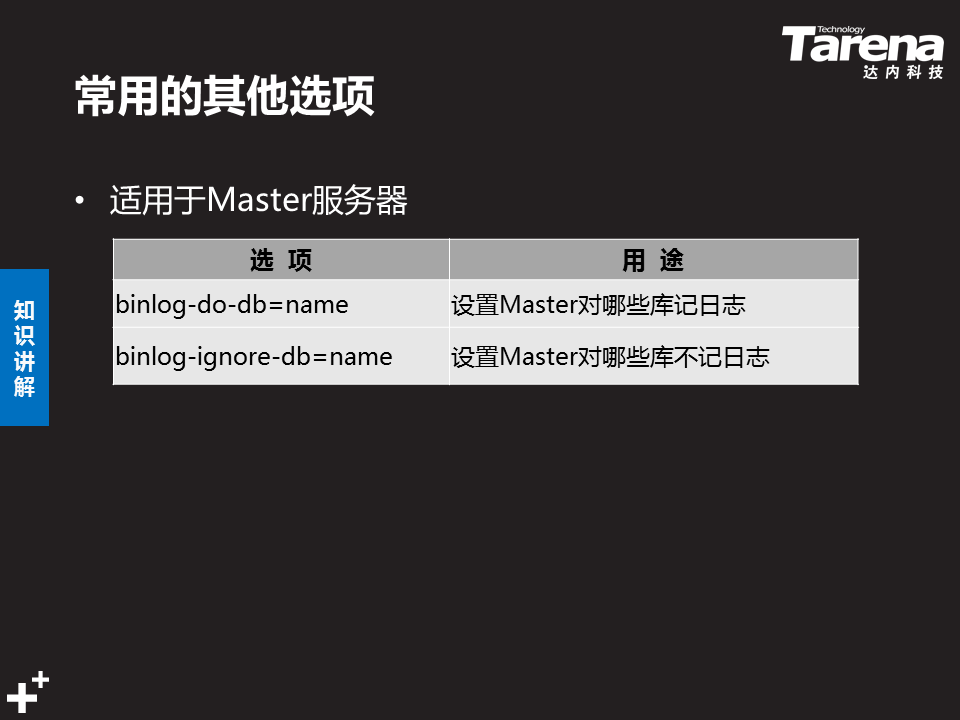 Technology
Tarena
达内科技
常用的其他选项
• 适用于Master服务器
选 项 用 途
binlog-do-db=name 设置Master对哪些库记日志
binlog-ignore-db=name 设置Master对哪些库不记日志
知
识
讲
解